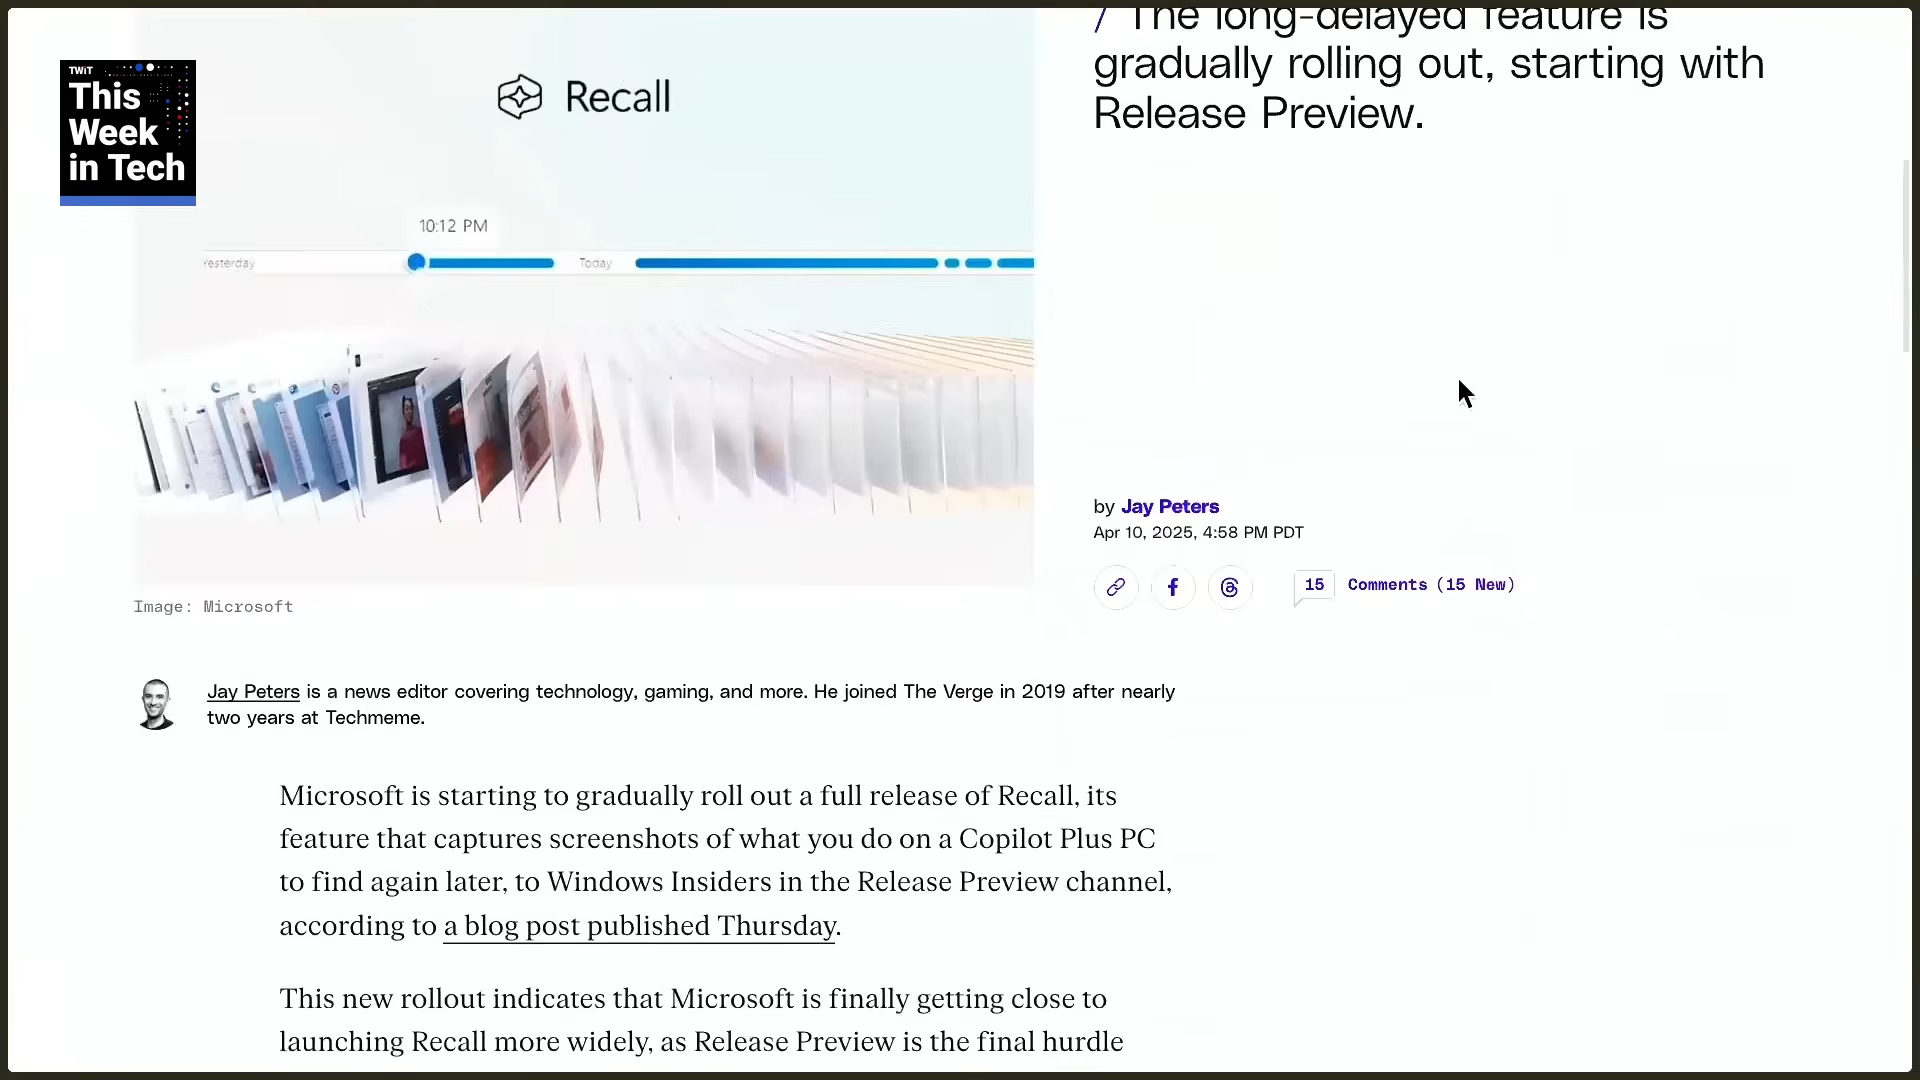 / The long-delayed feature is
gradually rolling out, starting with
Release Preview.
TWiT
This
Week
in Tech
Recall
10:12 PM
Yesterday
Today
by Jay Peters
Apr 10, 2025, 4:58 PM PDT
15 Comments (15 New)
Image: Microsoft
Jay Peters is a news editor covering technology, gaming, and more. He joined The Verge in 2019 after nearly
two years at Techmeme.
Microsoft is starting to gradually roll out a full release of Recall, its
feature that captures screenshots of what you do on a Copilot Plus PC
to find again later, to Windows Insiders in the Release Preview channel,
according to a blog post published Thursday.
This new rollout indicates that Microsoft is finally getting close to
launching Recall more widely, as Release Preview is the final hurdle